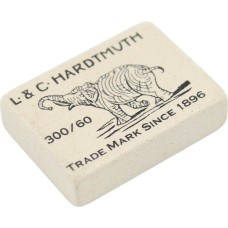 L. & C. HARDTMUTH
300/60
TRADE MARK SINCE 1896